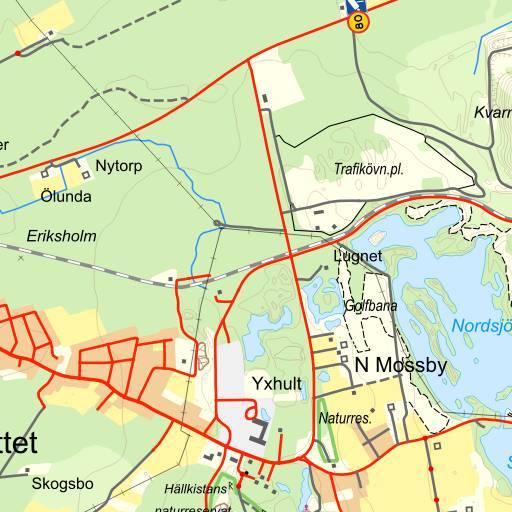 80
Kvarn
er
Nytorp
Trafikövn.pl.
Ölunda
Eriksholm
Lugnet
Golfbana
Nordsjö
N Mossby
Yxhult
Naturres.
ttet
Skogsbo
Hällkistans
naturreservat
S